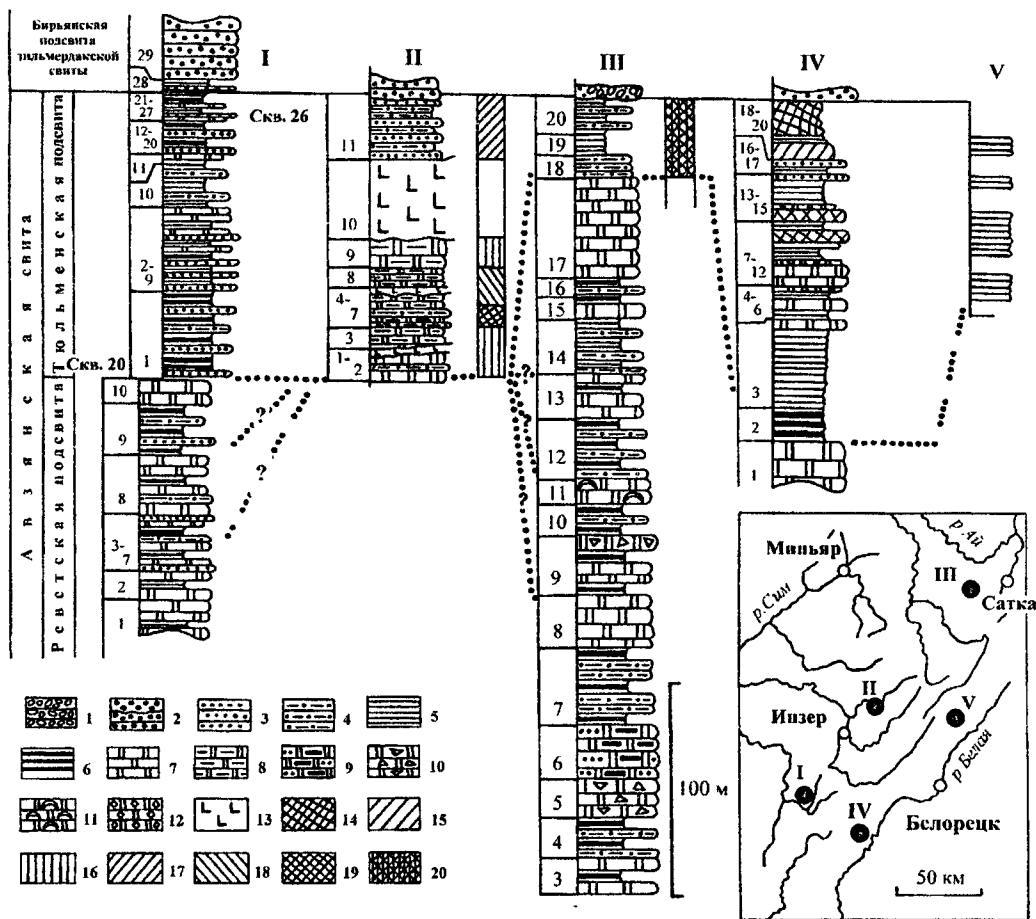 Бирьянская
подсвита
зильмердакской
свиты
Авзянская свита
Тюльменская подсвита
Ревстская подсвита
I
Скв. 26
Скв. 20
29
28
21-
27
12-
20
11
10
2-
9
1
10
9
8
3-
7
2
1
?
?
II
11
10
9
8
4-
7
3
1-
2
III
20
19
18
17
16
15
14
13
12
11
10
9
8
7
6
5
4
3
?
?
?
100 м
IV
18-
20
16-
17
13-
15
7-
12
4-
6
3
2
1
V
1 2 3 4 5
6 7 8 9 10
11 12 13 14 15
16 17 18 19 20
Миньяр
р. Ай
III
Сатка
р. Сим
II
Инзер
V
р. Белая
I
IV
Белорецк
50 км